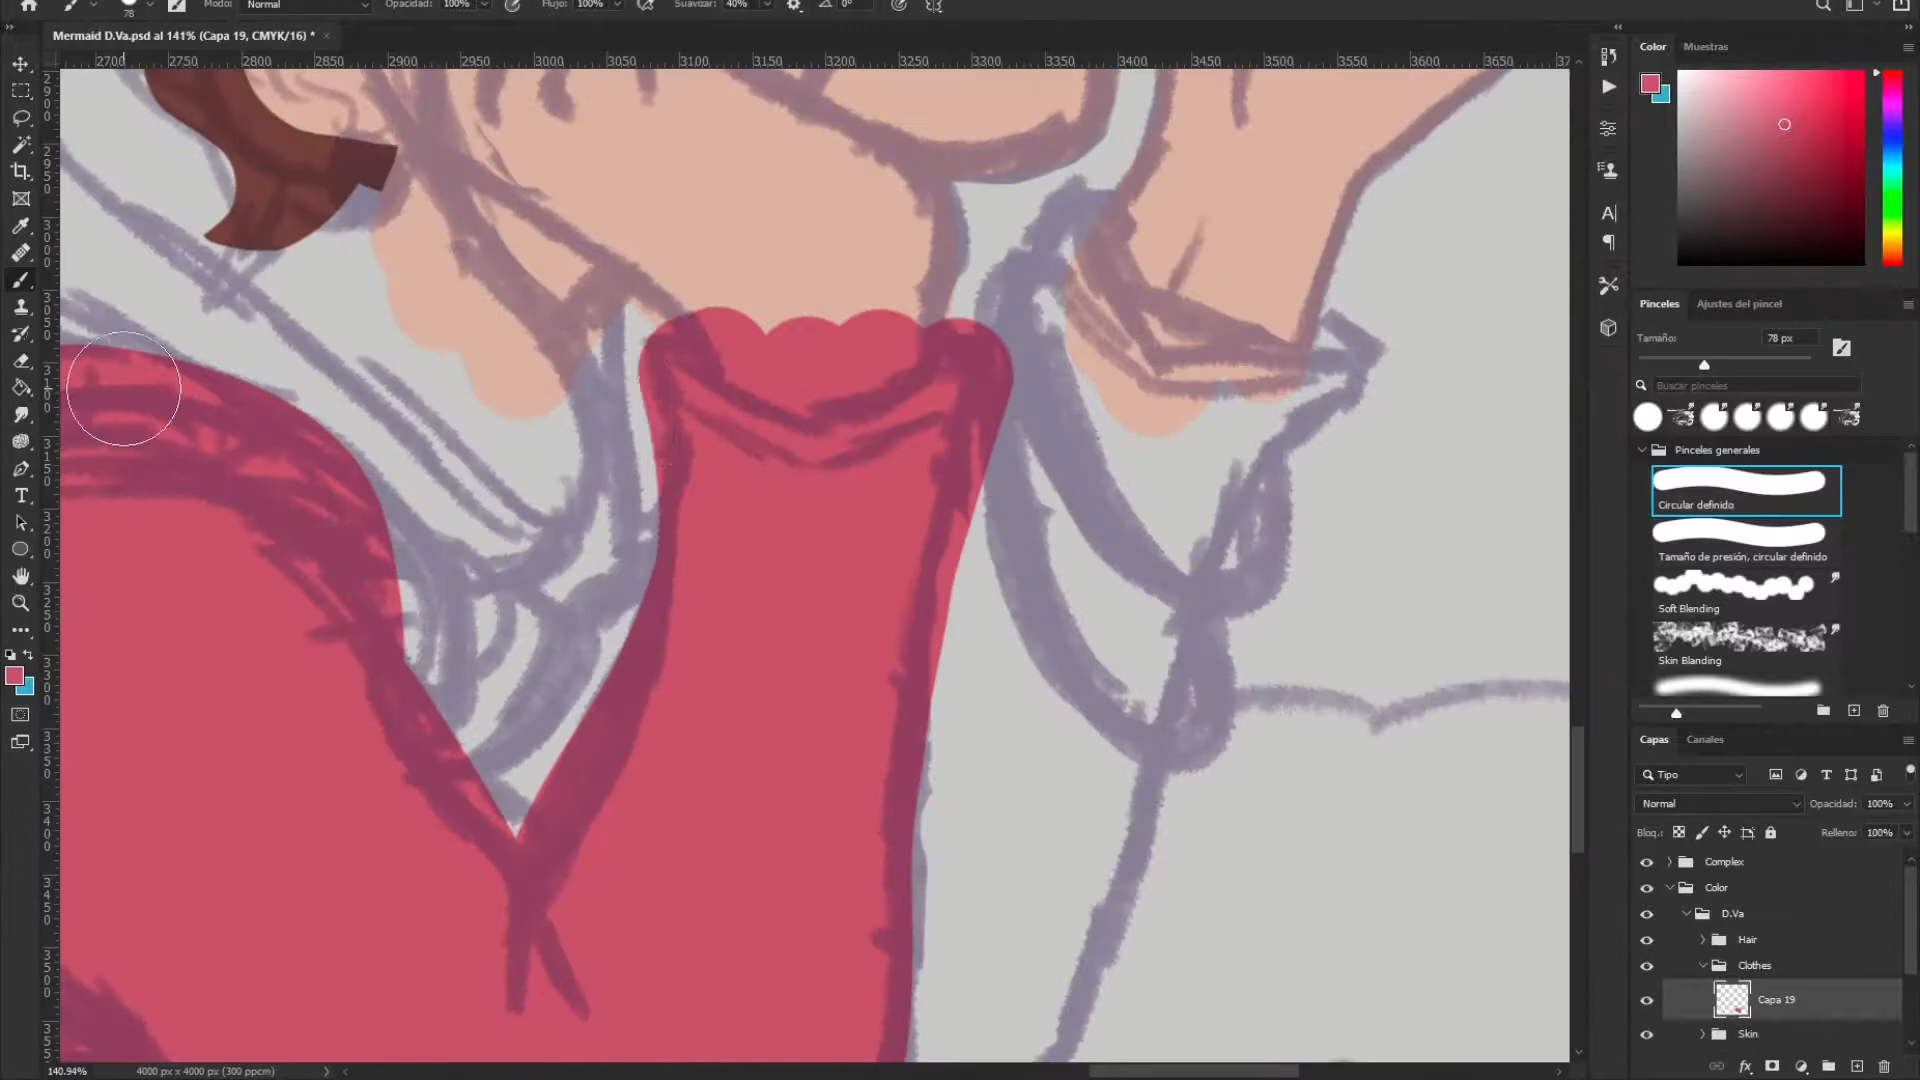 Modo: Normal Opacidad: 100% Flujo: 100% Suavizar: 40% 0°
78
Mermaid D.Va.psd al 141% (Capa 19, CMYK/16) *
2700 2750 2800 2850 2900 2950 3000 3050 3100 3150 3200 3250 3300 3350 3400 3450 3500 3550 3600 3650
Color Muestras
Pinceles Ajustes del pincel
Tamaño: 78 px
Buscar pinceles
Pinceles generales
Circular definido
Tamaño de presión, circular definido
Soft Blending
Skin Blanding
Capas Canales
Tipo
Normal Opacidad: 100%
Bloq.: Relleno: 100%
Complex
Color
D.Va
Hair
Clothes
Capa 19
Skin
140.94% 4000 px x 4000 px (300 ppcm)